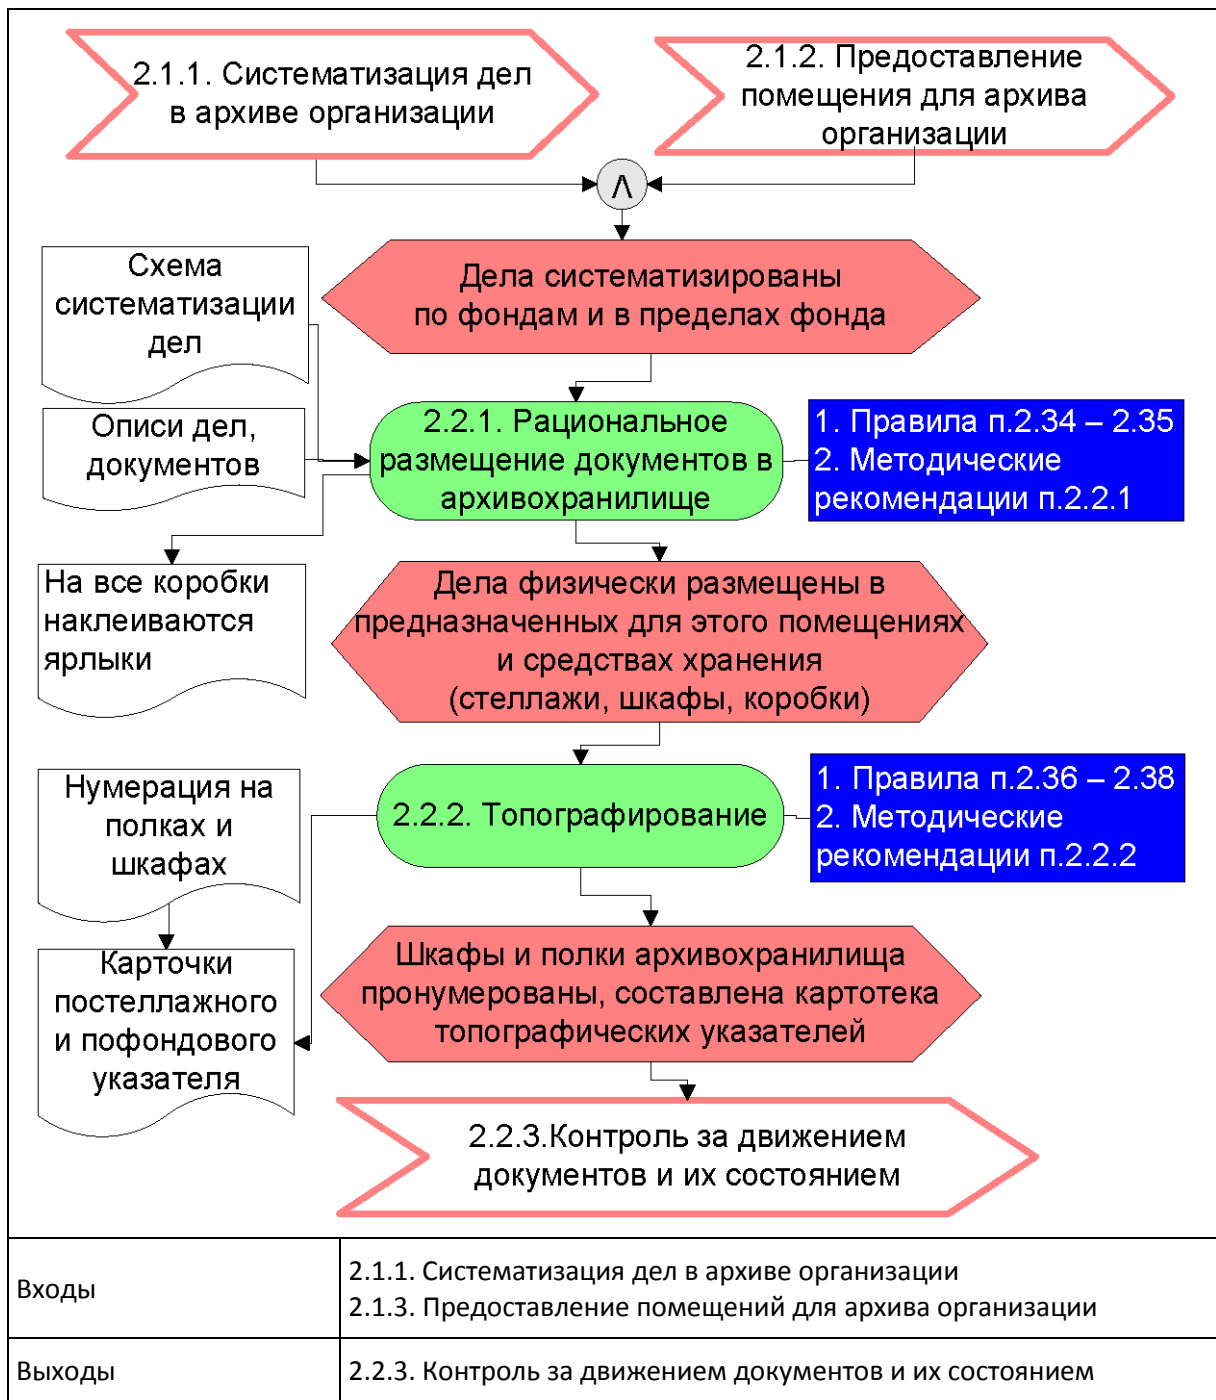 2.1.1. Систематизация дел
в архиве организации
2.1.2. Предоставление
помещения для архива
организации
Λ
Схема
систематизации
дел
Дела систематизированы
по фондам и в пределах фонда
Описи дел,
документов
2.2.1. Рациональное
размещение документов в
архивохранилище
1. Правила п.2.34 – 2.35
2. Методические
рекомендации п.2.2.1
На все коробки
наклеиваются
ярлыки
Дела физически размещены в
предназначенных для этого помещениях
и средствах хранения
(стеллажи, шкафы, коробки)
Нумерация на
полках и
шкафах
2.2.2. Топографирование
1. Правила п.2.36 – 2.38
2. Методические
рекомендации п.2.2.2
Карточки
постеллажного
и пофондового
указателя
Шкафы и полки архивохранилища
пронумерованы, составлена картотека
топографических указателей
2.2.3.Контроль за движением
документов и их состоянием
Входы
2.1.1. Систематизация дел в архиве организации
2.1.3. Предоставление помещений для архива организации
Выходы
2.2.3. Контроль за движением документов и их состоянием